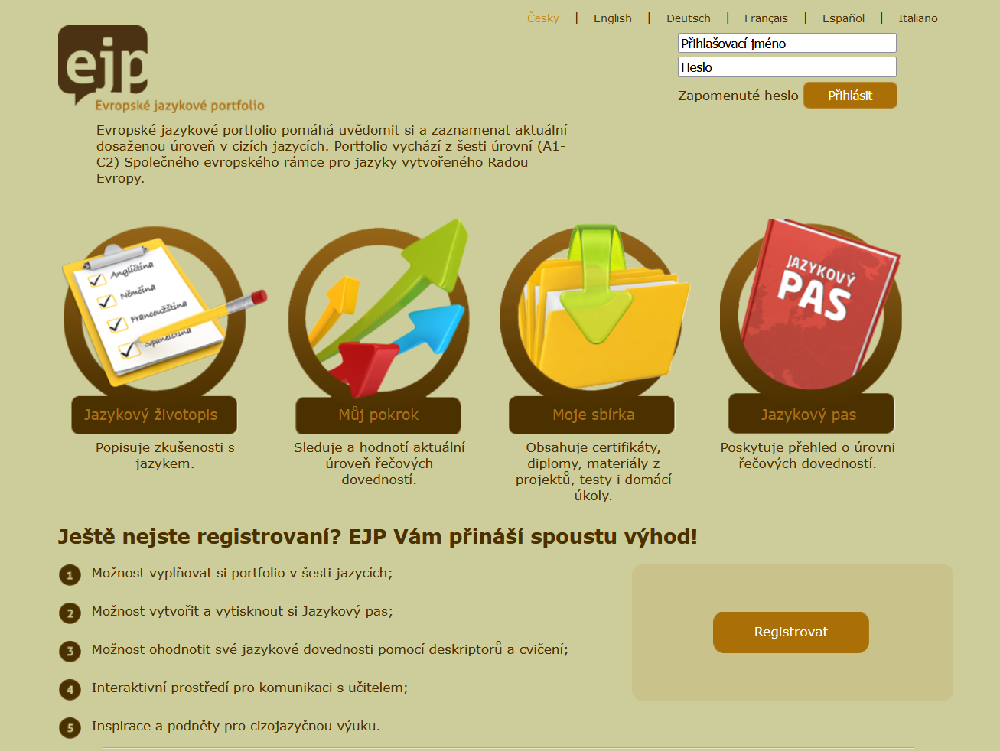 Česky | English | Deutsch | Français | Español | Italiano
ejp
Evropské jazykové portfolio
Přihlašovací jméno
Heslo
Zapomenuté heslo Přihlásit
Evropské jazykové portfolio pomáhá uvědomit si a zaznamenat aktuální
dosaženou úroveň v cizích jazycích. Portfolio vychází z šesti úrovní (A1-
C2) Společného evropského rámce pro jazyky vytvořeného Radou
Evropy.
Angličtina
Němčina
Francoužština
Španělština
JAZYKOVÝ
PAS
Jazykový životopis
Popisuje zkušenosti s
jazykem.
Můj pokrok
Sleduje a hodnotí aktuální
úroveň řečových
dovedností.
Moje sbírka
Obsahuje certifikáty,
diplomy, materiály z
projektů, testy i domácí
úkoly.
Jazykový pas
Poskytuje přehled o úrovni
řečových dovedností.
Ještě nejste registrovaní? EJP Vám přináší spoustu výhod!
1 Možnost vyplňovat si portfolio v šesti jazycích;
2 Možnost vytvořit a vytisknout si Jazykový pas;
3 Možnost ohodnotit své jazykové dovednosti pomocí deskriptorů a cvičení;
4 Interaktivní prostředí pro komunikaci s učitelem;
5 Inspirace a podněty pro cizojazyčnou výuku.
Registrovat